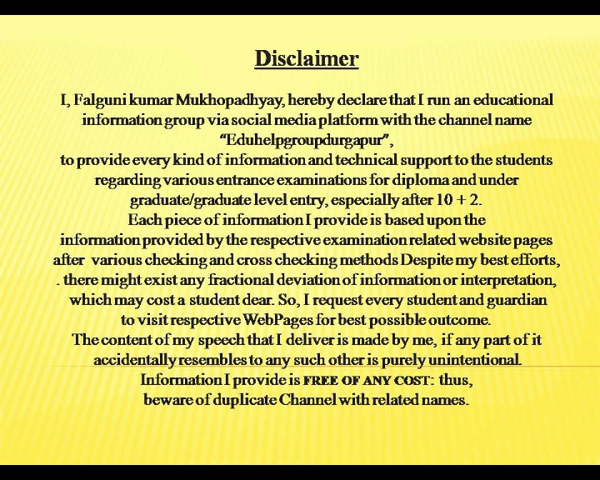 Disclaimer
I, Falguni kumar Mukhopadhyay, hereby declare that I run an educational
information group via social media platform with the channel name
“Eduhelpgroupdurgapur”,
to provide every kind of information and technical support to the students
regarding various entrance examinations for diploma and under
graduate/graduate level entry, especially after 10 + 2.
Each piece of information I provide is based upon the
information provided by the respective examination related website pages
after various checking and cross checking methods Despite my best efforts,
. there might exist any fractional deviation of information or interpretation,
which may cost a student dear. So, I request every student and guardian
to visit respective WebPages for best possible outcome.
The content of my speech that I deliver is made by me, if any part of it
accidentally resembles to any such other is purely unintentional.
Information I provide is FREE OF ANY COST: thus,
beware of duplicate Channel with related names.